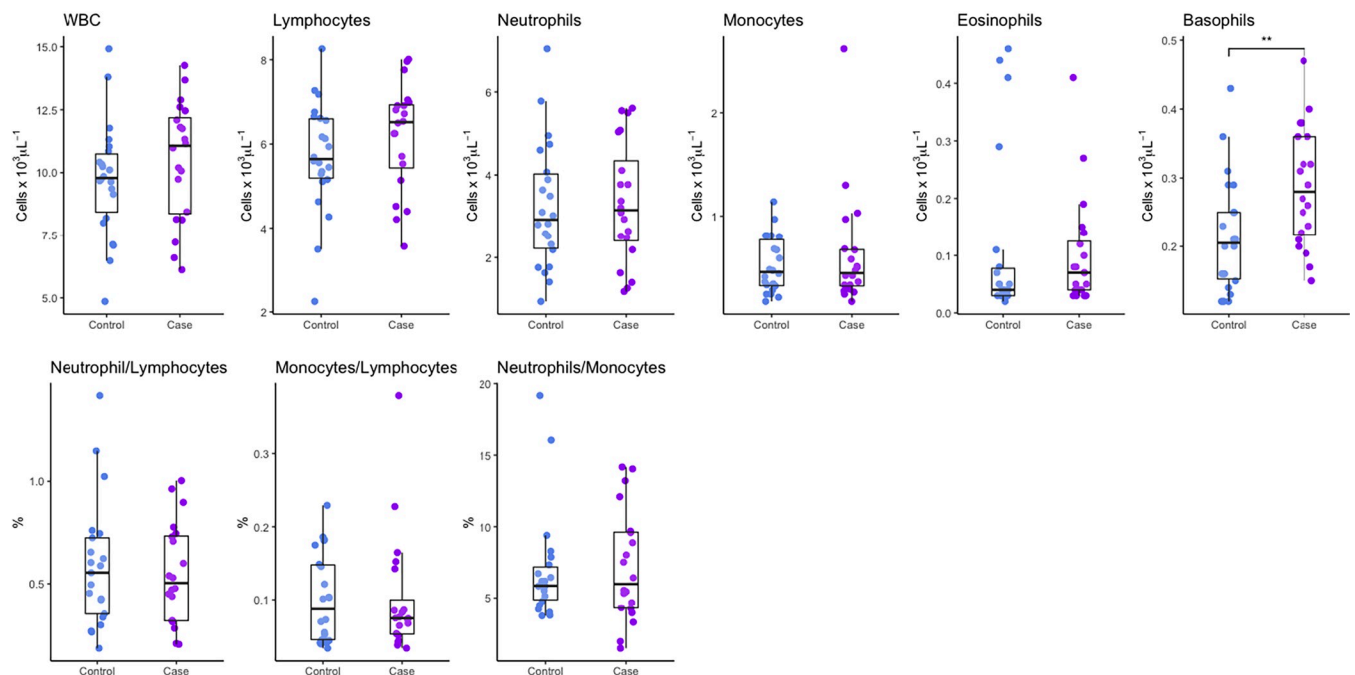 WBC
Cells x 10³µL⁻¹
15.0
12.5
10.0
7.5
5.0
Control
Case
Lymphocytes
Cells x 10³µL⁻¹
8
6
4
2
Control
Case
Neutrophils
Cells x 10³µL⁻¹
6
4
2
Control
Case
Monocytes
Cells x 10³µL⁻¹
2
1
Control
Case
Eosinophils
Cells x 10³µL⁻¹
0.4
0.3
0.2
0.1
0.0
Control
Case
Basophils
Cells x 10³µL⁻¹
0.5
0.4
0.3
0.2
**
Control
Case
Neutrophil/Lymphocytes
%
1.0
0.5
Control
Case
Monocytes/Lymphocytes
%
0.3
0.2
0.1
Control
Case
Neutrophils/Monocytes
%
20
15
10
5
Control
Case